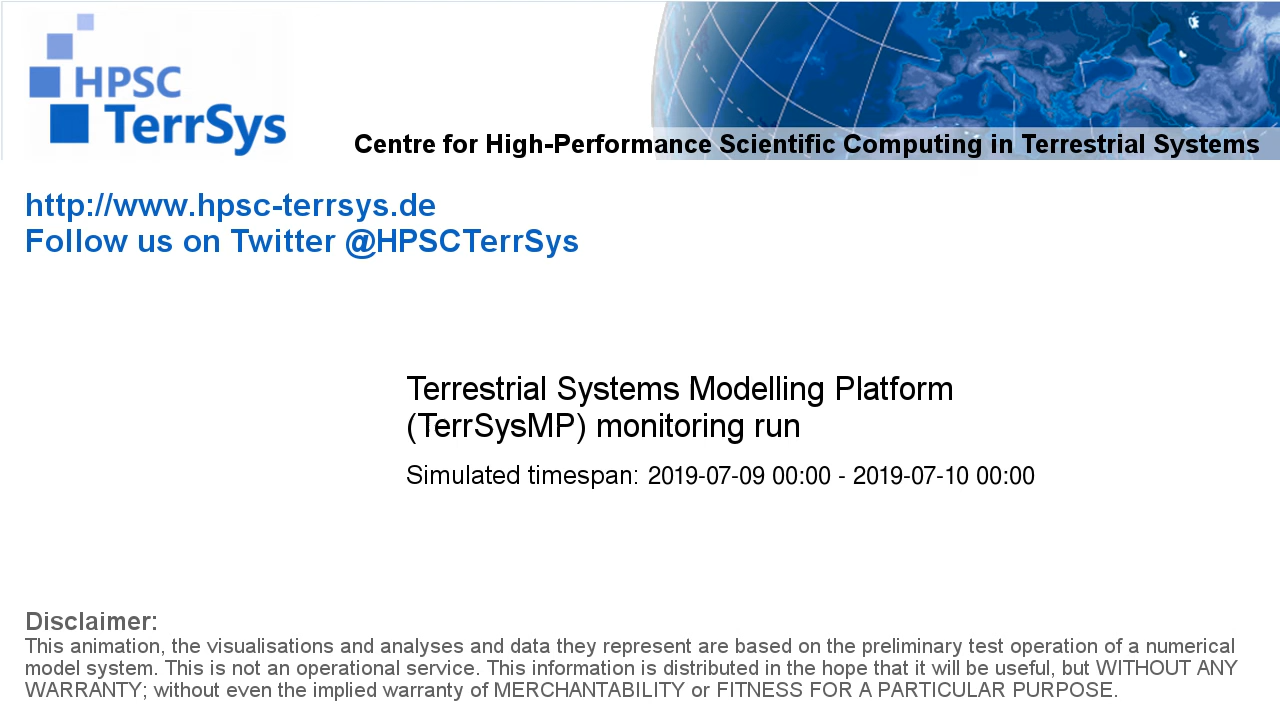 HPSC
TerrSys
Centre for High-Performance Scientific Computing in Terrestrial Systems
http://www.hpsc-terrsys.de
Follow us on Twitter @HPSCTerrSys
Terrestrial Systems Modelling Platform
(TerrSysMP) monitoring run
Simulated timespan: 2019-07-09 00:00 - 2019-07-10 00:00
Disclaimer:
This animation, the visualisations and analyses and data they represent are based on the preliminary test operation of a numerical
model system. This is not an operational service. This information is distributed in the hope that it will be useful, but WITHOUT ANY
WARRANTY; without even the implied warranty of MERCHANTABILITY or FITNESS FOR A PARTICULAR PURPOSE.